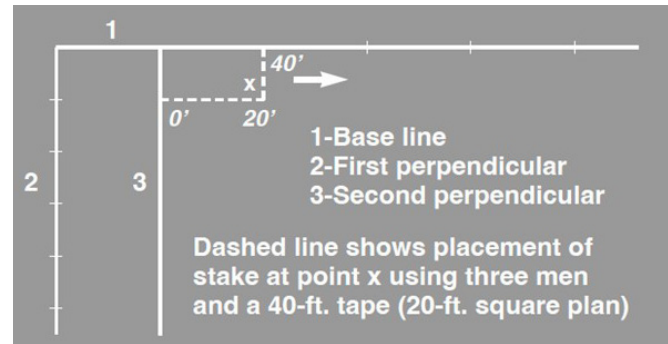 1
40'
x
0' 20'
2
3
1-Base line
2-First perpendicular
3-Second perpendicular
Dashed line shows placement of
stake at point x using three men
and a 40-ft. tape (20-ft. square plan)